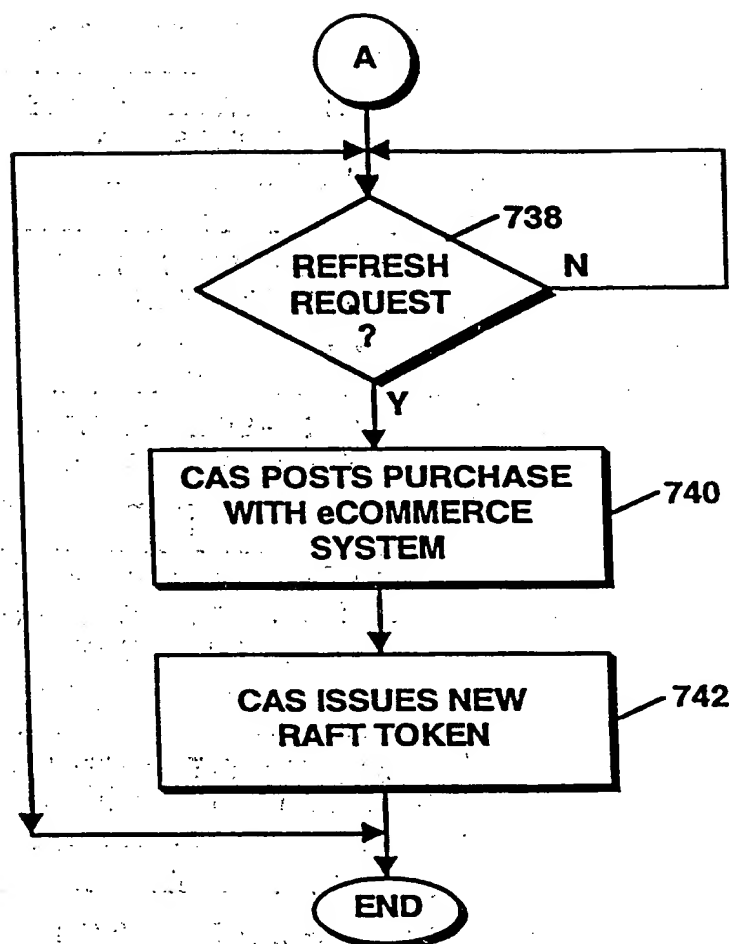 A
738
REFRESH
REQUEST
?
N
Y
CAS POSTS PURCHASE
WITH eCOMMERCE
SYSTEM
740
CAS ISSUES NEW
RAFT TOKEN
742
END